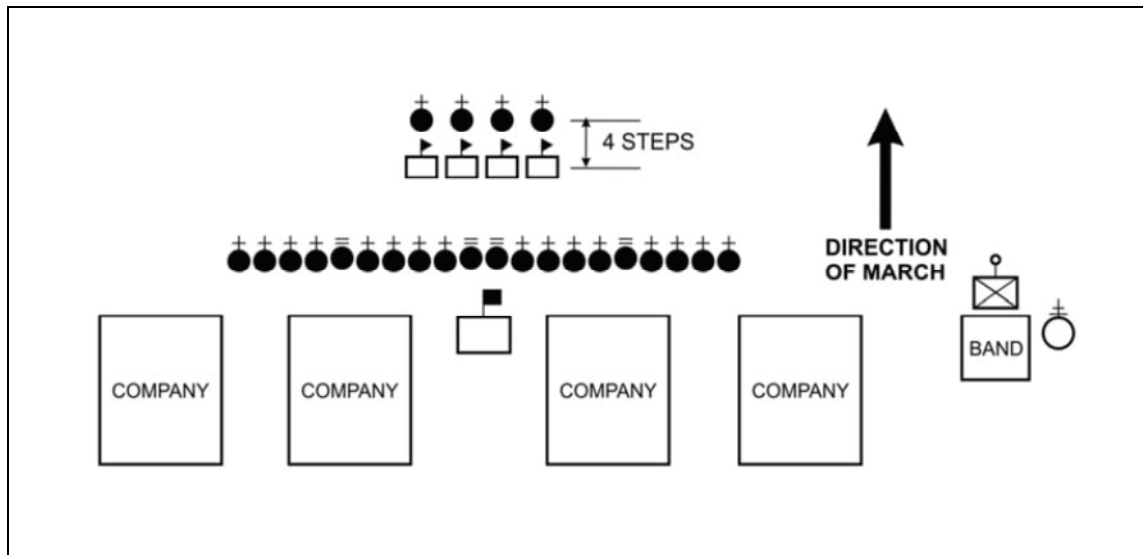 4 STEPS
DIRECTION
OF MARCH
COMPANY
COMPANY
COMPANY
COMPANY
BAND